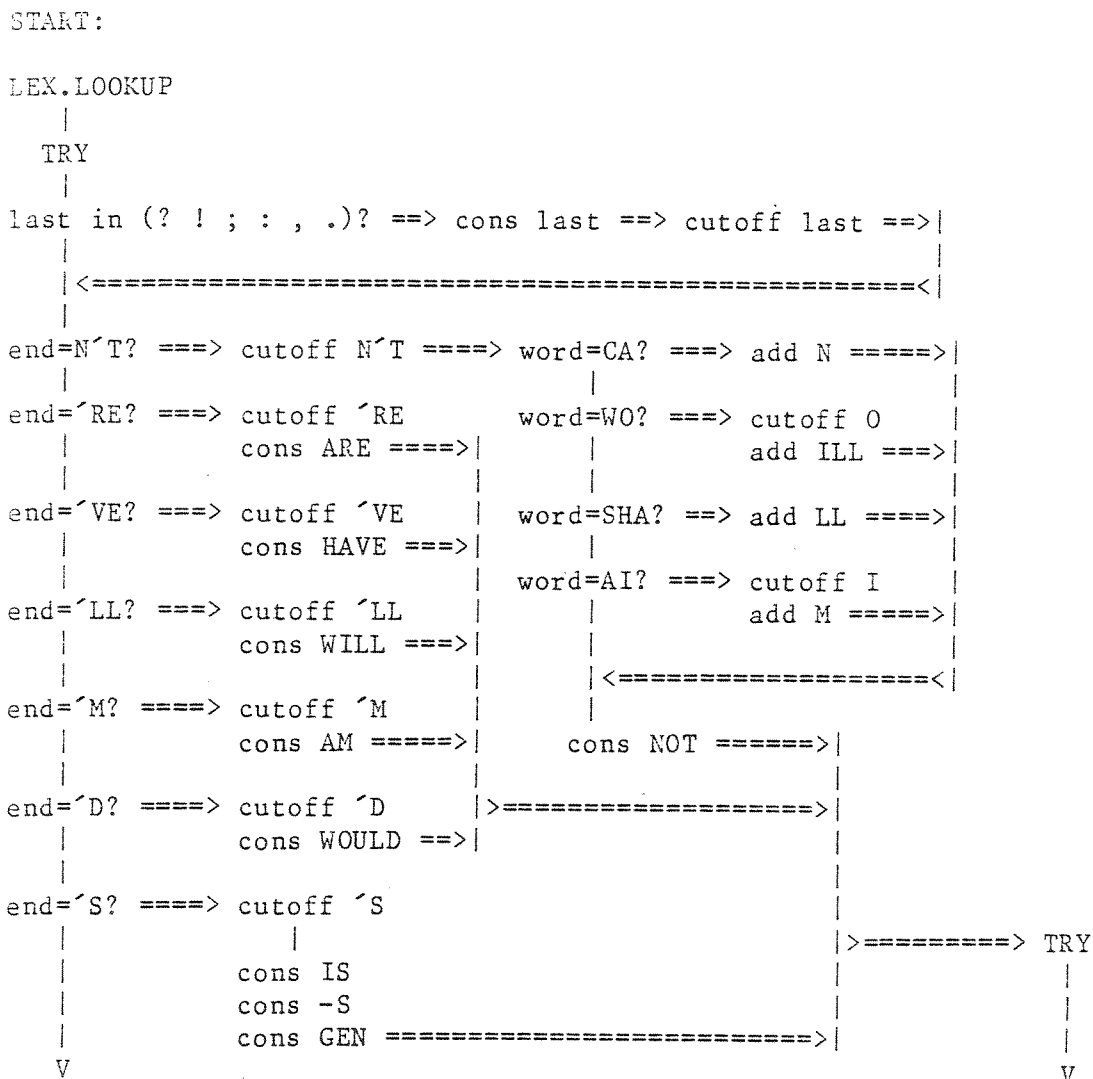 START:
LEX.LOOKUP
|
TRY
|
last in (? ! ; : , .)? ==> cons last ==> cutoff last ==>|
| |
|<==================================================<|
|
end=N´T? ===> cutoff N´T ====> word=CA? ===> add N =====>|
| | |
end=´RE? ===> cutoff ´RE word=WO? ===> cutoff O |
| cons ARE ====>| | add ILL ===>|
| | | |
end=´VE? ===> cutoff ´VE | word=SHA? ==> add LL ====>|
| cons HAVE ===>| | |
| | word=AI? ===> cutoff I |
end=´LL? ===> cutoff ´LL | | add M =====>|
| cons WILL ===>| | |
| | |<===================<|
end=´M? ====> cutoff ´M | |
| cons AM =====>| cons NOT ======>|
| | |
end=´D? ====> cutoff ´D |>===================>|
| cons WOULD ==>| |
| |
end=´S? ====> cutoff ´S |
| | |>=========> TRY
| cons IS | |
| cons -S | |
| cons GEN ==========================>| |
V V